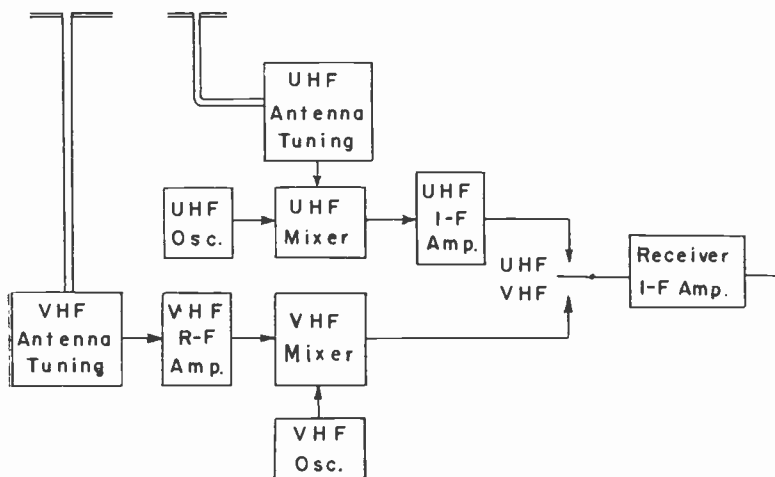 UHF
Antenna
Tuning
UHF
Osc.
UHF
Mixer
UHF
I-F
Amp.
UHF
VHF
Receiver
I-F Amp.
VHF
Antenna
Tuning
VHF
R-F
Amp.
VHF
Mixer
VHF
Osc.